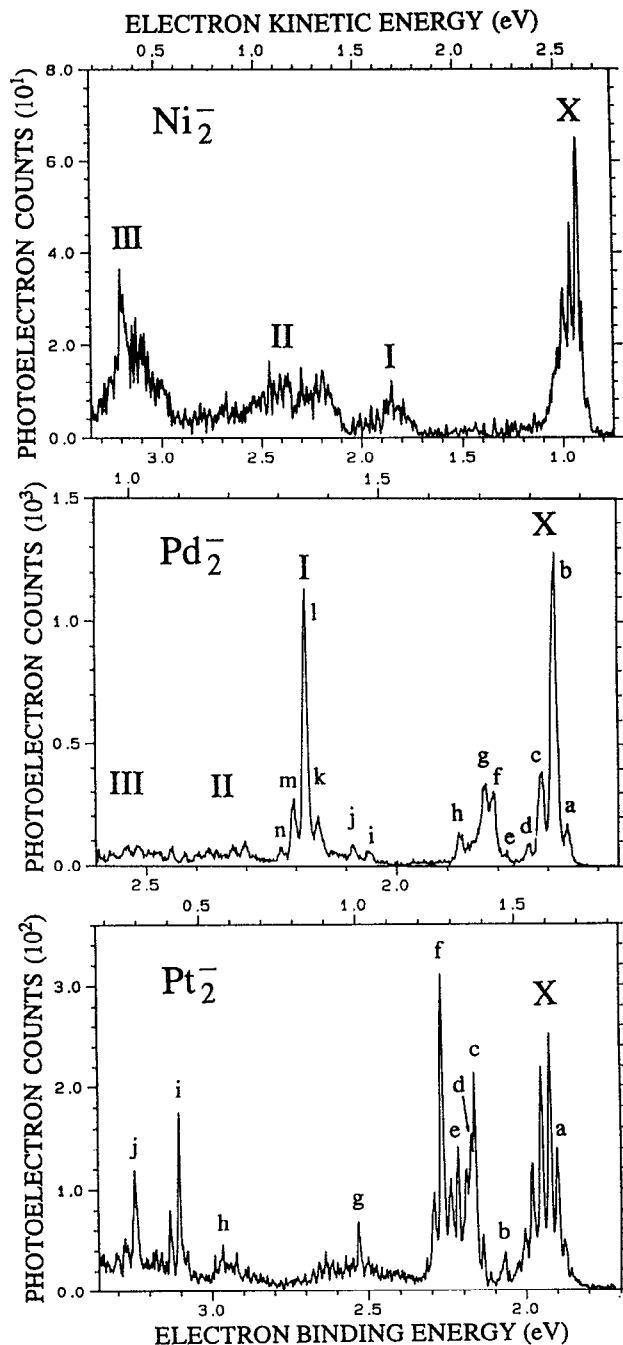 ELECTRON KINETIC ENERGY (eV)
0.5 1.0 1.5 2.0 2.5
8.0
Ni₂⁻
X
6.0
III
4.0
II
I
2.0
0.0
3.0 2.5 2.0 1.5 1.0
PHOTOELECTRON COUNTS (10¹)
1.0 1.5
1.5
Pd₂⁻
I
X
l
b
1.0
0.5
III
II
n m k j i
h g f e d c a
0.0
2.5 2.0
PHOTOELECTRON COUNTS (10³)
0.5 1.0 1.5
Pt₂⁻
f
X
3.0
c
d
2.0
i
e
a
j
1.0
h
g
b
0.0
3.0 2.5 2.0
PHOTOELECTRON COUNTS (10²)
ELECTRON BINDING ENERGY (eV)